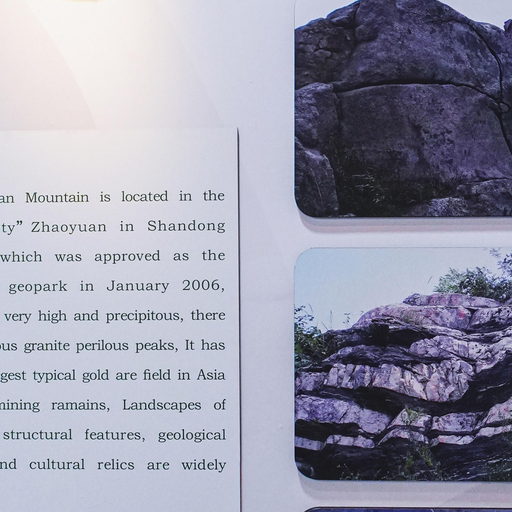 an Mountain is located in the
ty” Zhaoyuan in Shandong
which was approved as the
geopark in January 2006,
very high and precipitous, there
ous granite perilous peaks, It has
gest typical gold are field in Asia
mining ramains, Landscapes of
structural features, geological
nd cultural relics are widely